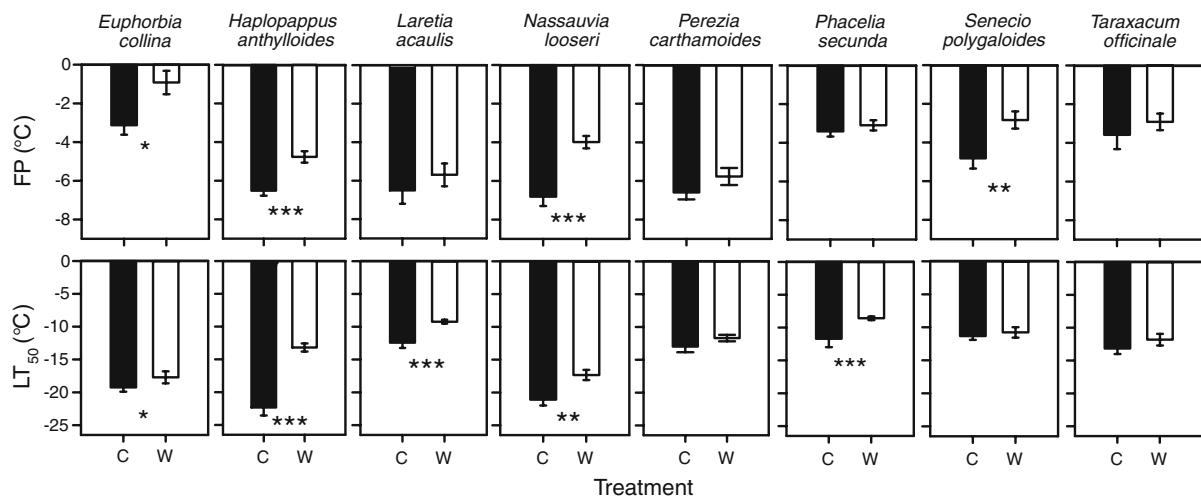 Euphorbia collina
Haplopappus anthylloides
Laretia acaulis
Nassauvia looseri
Perezia carthamoides
Phacelia secunda
Senecio polygaloides
Taraxacum officinale
FP (°C)
0
-2
-4
-6
-8
*
***
***
**
LT50 (°C)
0
-5
-10
-15
-20
-25
*
***
***
**
***
C W C W C W C W C W C W C W C W
Treatment